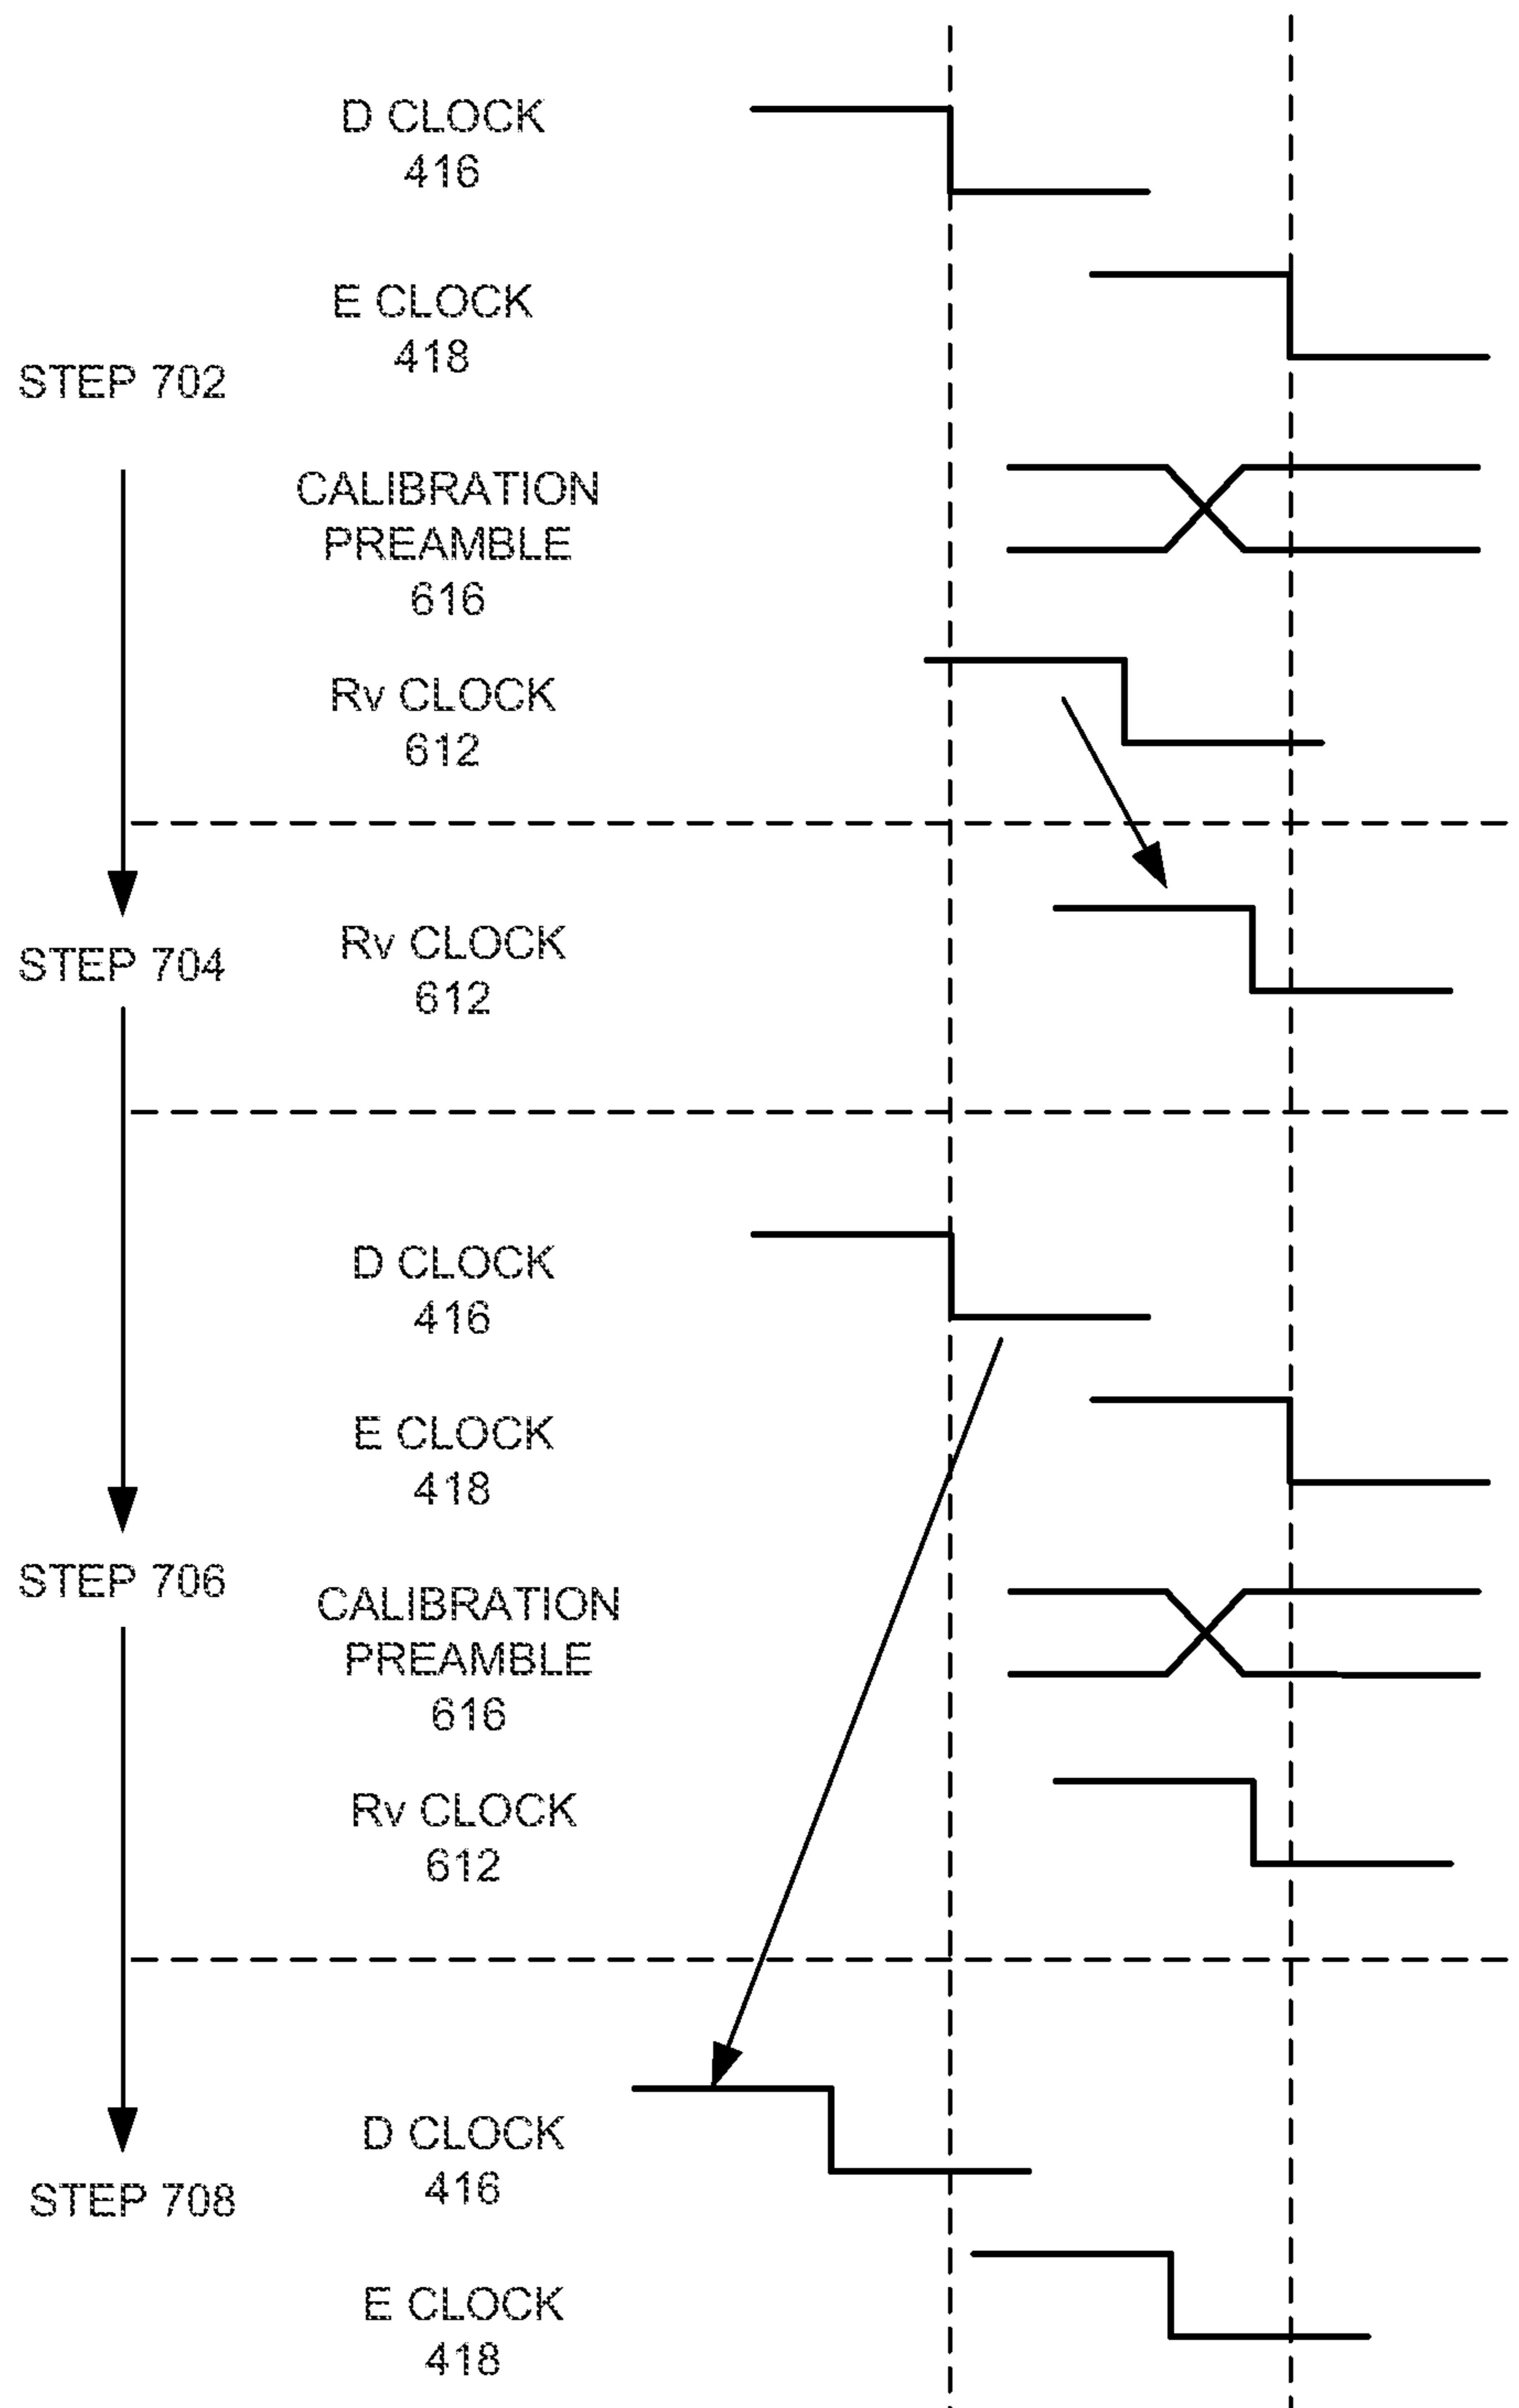 D CLOCK
416
E CLOCK
418
STEP 702
CALIBRATION
PREAMBLE
616
Rv CLOCK
612
STEP 704
Rv CLOCK
612
D CLOCK
416
E CLOCK
418
STEP 706
CALIBRATION
PREAMBLE
616
Rv CLOCK
612
D CLOCK
416
STEP 708
E CLOCK
418